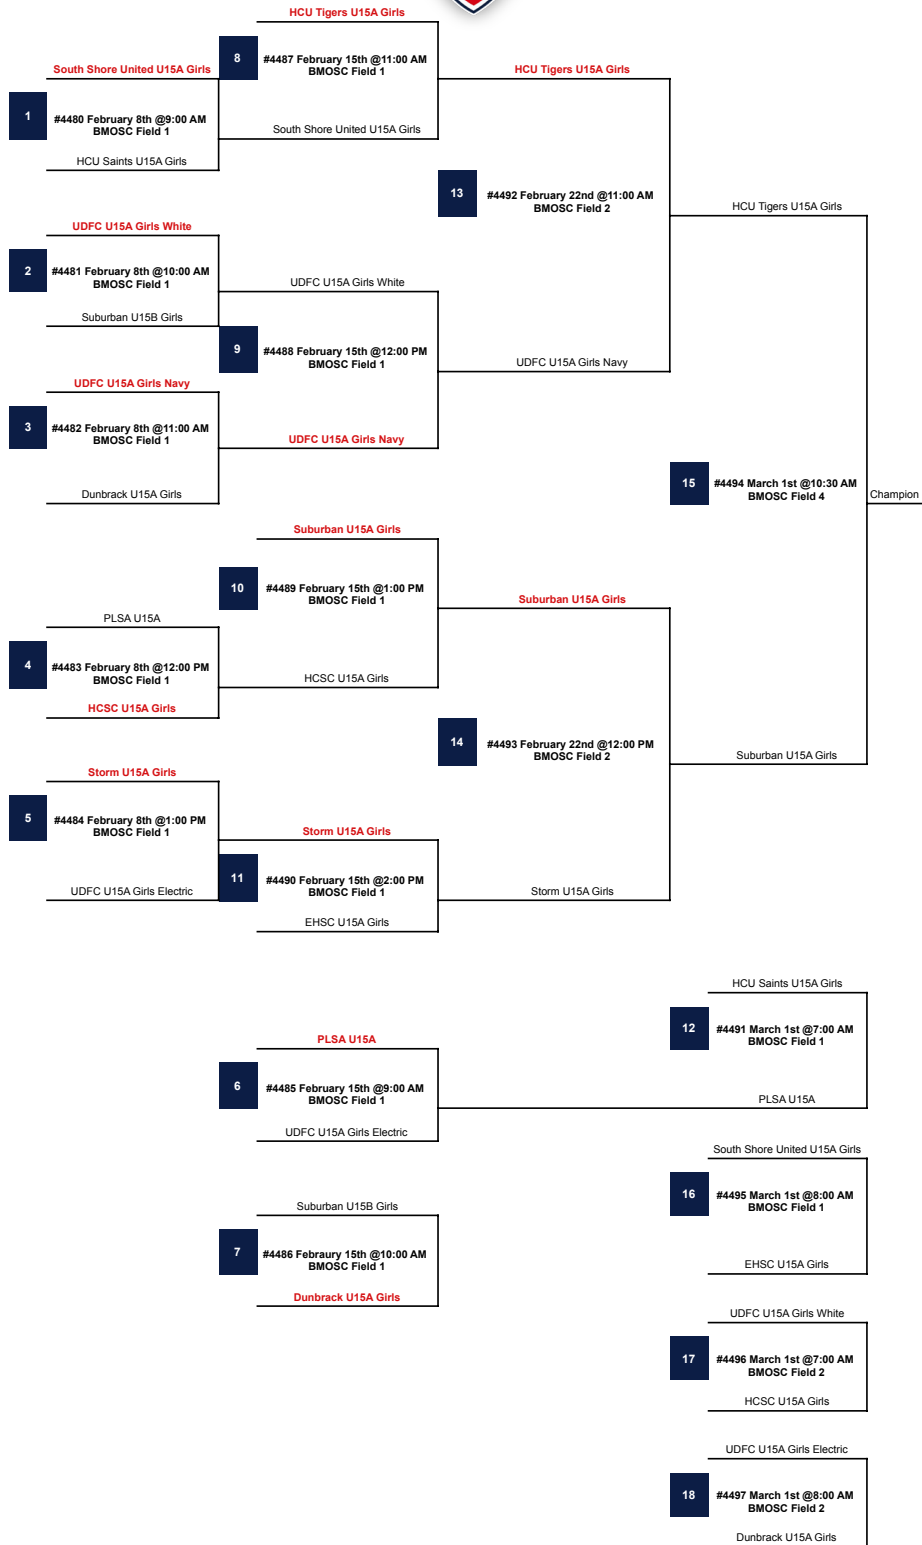 HCU Tigers U15A Girls
8
#4487 February 15th @11:00 AM
BMOSC Field 1
South Shore United U15A Girls
HCU Tigers U15A Girls
1
#4480 February 8th @9:00 AM
BMOSC Field 1
South Shore United U15A Girls
HCU Saints U15A Girls
13
#4492 February 22nd @11:00 AM
BMOSC Field 2
HCU Tigers U15A Girls
UDFC U15A Girls White
2
#4481 February 8th @10:00 AM
BMOSC Field 1
UDFC U15A Girls White
Suburban U15B Girls
9
#4488 February 15th @12:00 PM
BMOSC Field 1
UDFC U15A Girls Navy
UDFC U15A Girls Navy
3
#4482 February 8th @11:00 AM
BMOSC Field 1
UDFC U15A Girls Navy
Dunbrack U15A Girls
15
#4494 March 1st @10:30 AM
BMOSC Field 4
Champion
Suburban U15A Girls
10
#4489 February 15th @1:00 PM
BMOSC Field 1
Suburban U15A Girls
PLSA U15A
4
#4483 February 8th @12:00 PM
BMOSC Field 1
HCSC U15A Girls
HCSC U15A Girls
14
#4493 February 22nd @12:00 PM
BMOSC Field 2
Suburban U15A Girls
Storm U15A Girls
5
#4484 February 8th @1:00 PM
BMOSC Field 1
Storm U15A Girls
UDFC U15A Girls Electric
11
#4490 February 15th @2:00 PM
BMOSC Field 1
Storm U15A Girls
EHSC U15A Girls
HCU Saints U15A Girls
12
#4491 March 1st @7:00 AM
BMOSC Field 1
PLSA U15A
PLSA U15A
6
#4485 February 15th @9:00 AM
BMOSC Field 1
UDFC U15A Girls Electric
South Shore United U15A Girls
16
#4495 March 1st @8:00 AM
BMOSC Field 1
EHSC U15A Girls
Suburban U15B Girls
7
#4486 Febraury 15th @10:00 AM
BMOSC Field 1
Dunbrack U15A Girls
UDFC U15A Girls White
17
#4496 March 1st @7:00 AM
BMOSC Field 2
HCSC U15A Girls
UDFC U15A Girls Electric
18
#4497 March 1st @8:00 AM
BMOSC Field 2
Dunbrack U15A Girls